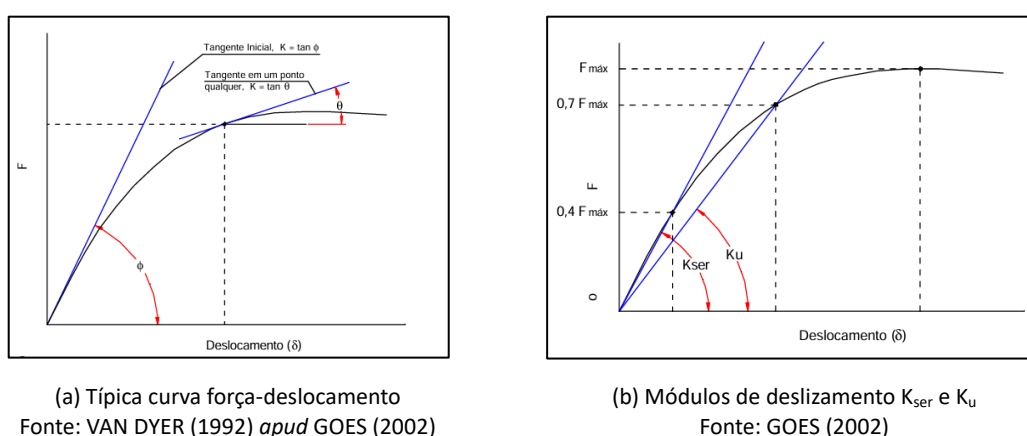 Tangente Inicial, K = tan ϕ
Tangente em um ponto
qualquer, K = tan θ
θ
F
ϕ
Deslocamento (δ)
F máx
0,7 F máx
F
0,4 F máx
Kser
Ku
o
Deslocamento (δ)
(a) Típica curva força-deslocamento
Fonte: VAN DYER (1992) apud GOES (2002)
(b) Módulos de deslizamento Kser e Ku
Fonte: GOES (2002)